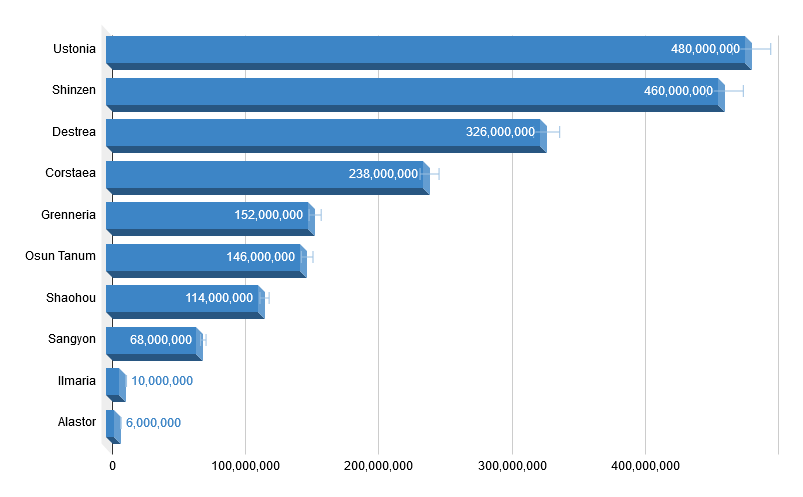 Ustonia 480,000,000
Shinzen 460,000,000
Destrea 326,000,000
Corstaea 238,000,000
Grenneria 152,000,000
Osun Tanum 146,000,000
Shaohou 114,000,000
Sangyon 68,000,000
Ilmaria 10,000,000
Alastor 6,000,000
0 100,000,000 200,000,000 300,000,000 400,000,000